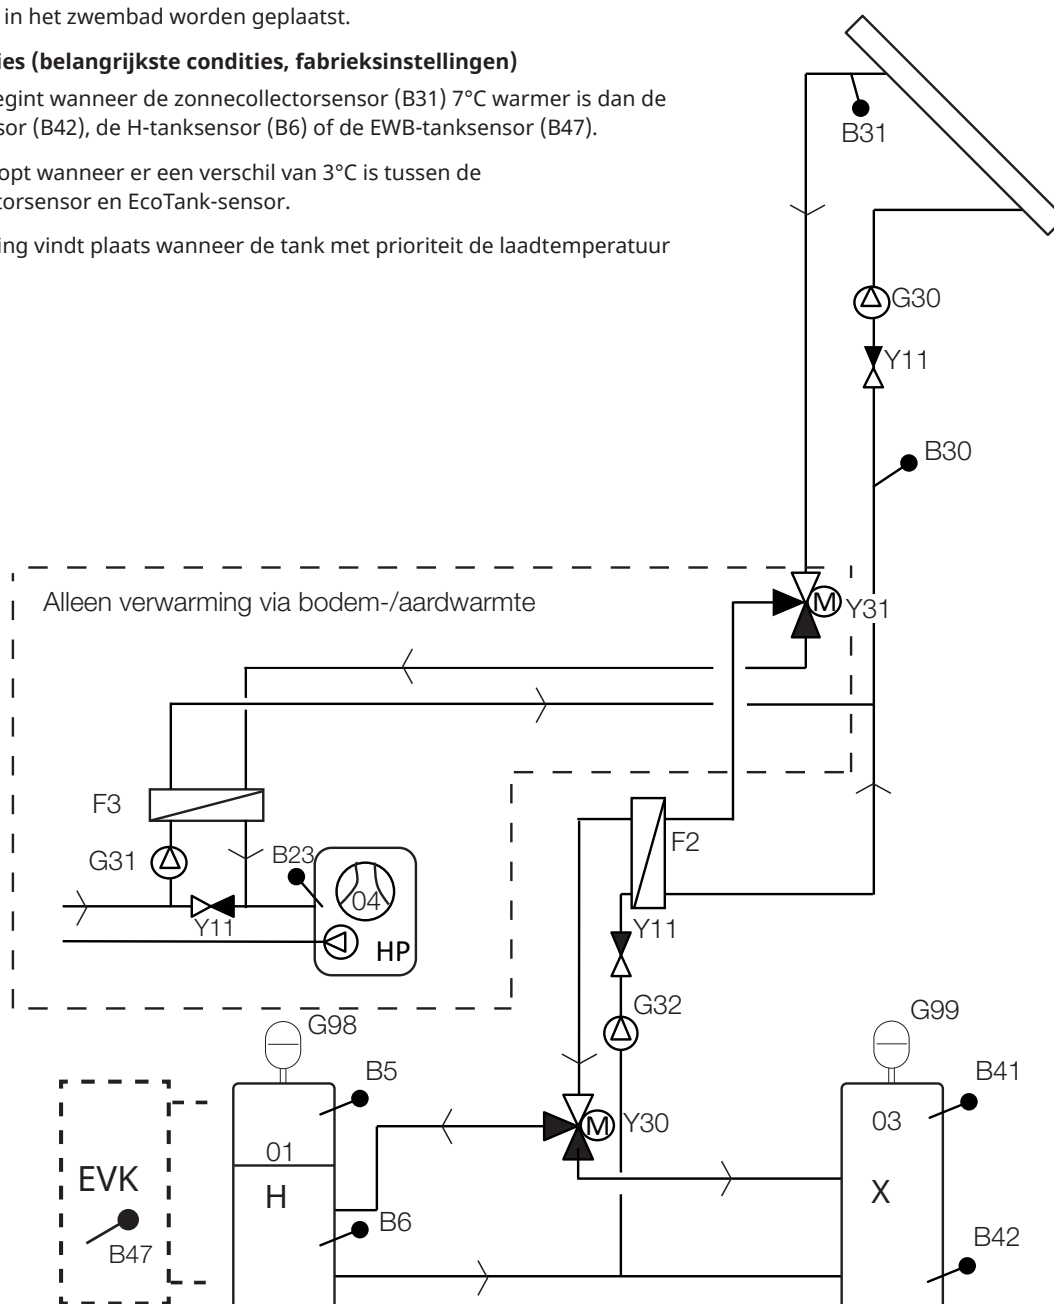 in het zwembad worden geplaatst.
ies (belangrijkste condities, fabrieksinstellingen)
egint wanneer de zonnecollectorsensor (B31) 7°C warmer is dan de
sor (B42), de H-tanksensor (B6) of de EWB-tanksensor (B47).
opt wanneer er een verschil van 3°C is tussen de
torsensor en EcoTank-sensor.
ing vindt plaats wanneer de tank met prioriteit de laadtemperatuur
B31
G30
Y11
B30
Alleen verwarming via bodem-/aardwarmte
M
Y31
F3
F2
G31
B23
04
Y11
HP
Y11
G32
G98
G99
B5
B41
M
Y30
03
01
EVK
H
X
B6
B47
B42